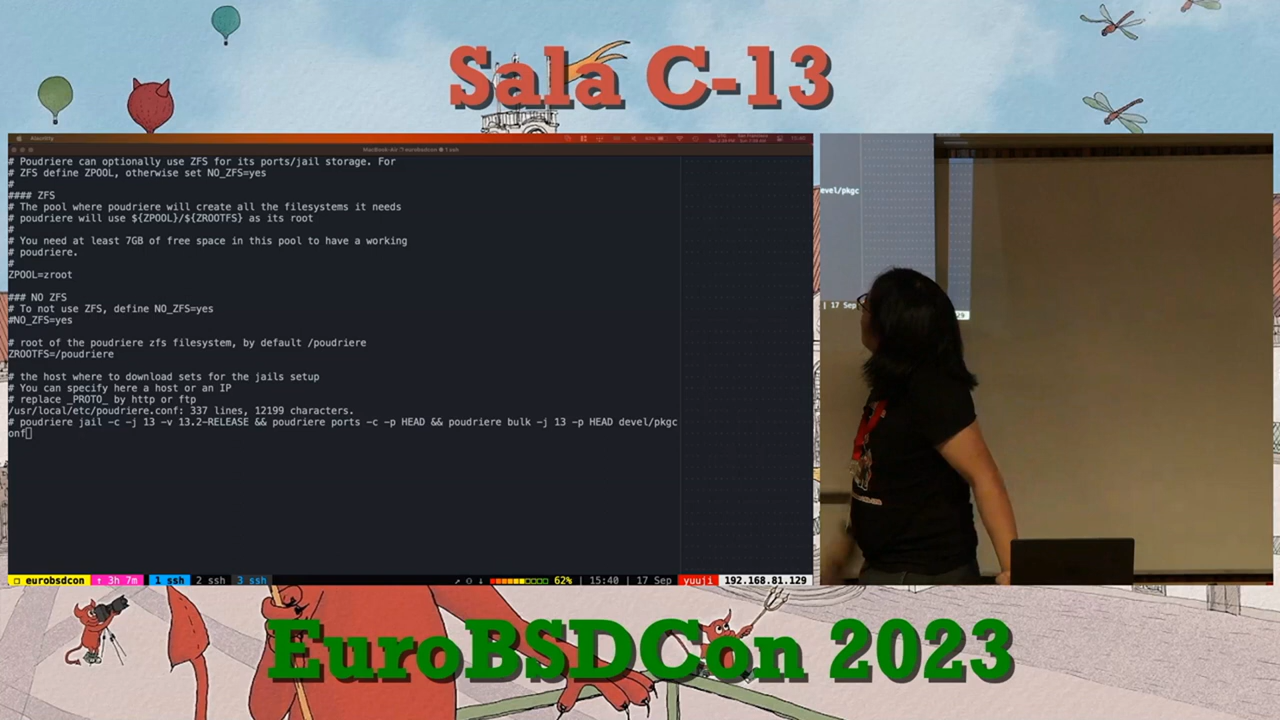 Sala C-13
# Poudriere can optionally use ZFS for its ports/jail storage. For
# ZFS define ZPOOL, otherwise set NO_ZFS=yes
#
#### ZFS
# The pool where poudriere will create all the filesystems it needs
# poudriere will use ${ZPOOL}/${ZROOTFS} as its root
#
# You need at least 7GB of free space in this pool to have a working
# poudriere.
#
ZPOOL=zroot
### NO ZFS
# To not use ZFS, define NO_ZFS=yes
#NO_ZFS=yes
# root of the poudriere zfs filesystem, by default /poudriere
ZROOTFS=/poudriere
# the host where to download sets for the jails setup
# You can specify here a host or an IP
# replace _PROTO_ by http or ftp
/usr/local/etc/poudriere.conf: 337 lines, 12199 characters.
# poudriere jail -c -j 13 -v 13.2-RELEASE && poudriere ports -c -p HEAD && poudriere bulk -j 13 -p HEAD devel/pkgc
onf
eurobsdcon ↑ 3h 7m 1 ssh 2 ssh 3 ssh 62% | 15:40 | 17 Sep yuuji 192.168.81.129
evel/pkgc
| 17 Sep
29
EuroBSDCon 2023